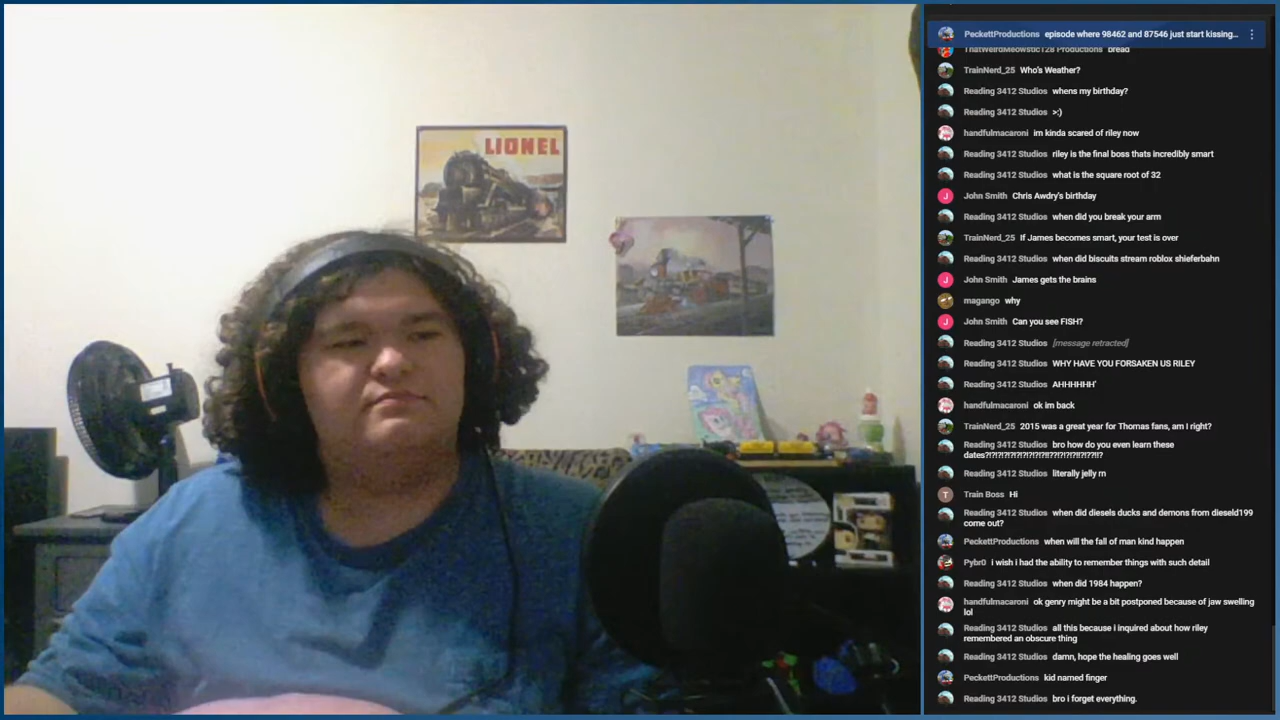 LIONEL
PeckettProductions episode where 98462 and 87546 just start kissing...
ThatWeirdMeowstic128 Productions bread
TrainNerd_25 Who's Weather?
Reading 3412 Studios whens my birthday?
Reading 3412 Studios >:)
handfulmacaroni im kinda scared of riley now
Reading 3412 Studios riley is the final boss thats incredibly smart
Reading 3412 Studios what is the square root of 32
J John Smith Chris Awdry's birthday
Reading 3412 Studios when did you break your arm
TrainNerd_25 If James becomes smart, your test is over
Reading 3412 Studios when did biscuits stream roblox shieferbahn
J John Smith James gets the brains
magango why
J John Smith Can you see FISH?
Reading 3412 Studios [message retracted]
Reading 3412 Studios WHY HAVE YOU FORSAKEN US RILEY
Reading 3412 Studios AHHHHHH'
handfulmacaroni ok im back
TrainNerd_25 2015 was a great year for Thomas fans, am I right?
Reading 3412 Studios bro how do you even learn these
dates?!?!?!?!?!?!?!?!!??!?!?!!?!??!!?
Reading 3412 Studios literally jelly rn
T Train Boss Hi
Reading 3412 Studios when did diesels ducks and demons from dieseld199
come out?
PeckettProductions when will the fall of man kind happen
Pybr0 i wish i had the ability to remember things with such detail
Reading 3412 Studios when did 1984 happen?
handfulmacaroni ok genry might be a bit postponed because of jaw swelling
lol
Reading 3412 Studios all this because i inquired about how riley
remembered an obscure thing
Reading 3412 Studios damn, hope the healing goes well
PeckettProductions kid named finger
Reading 3412 Studios bro i forget everything.